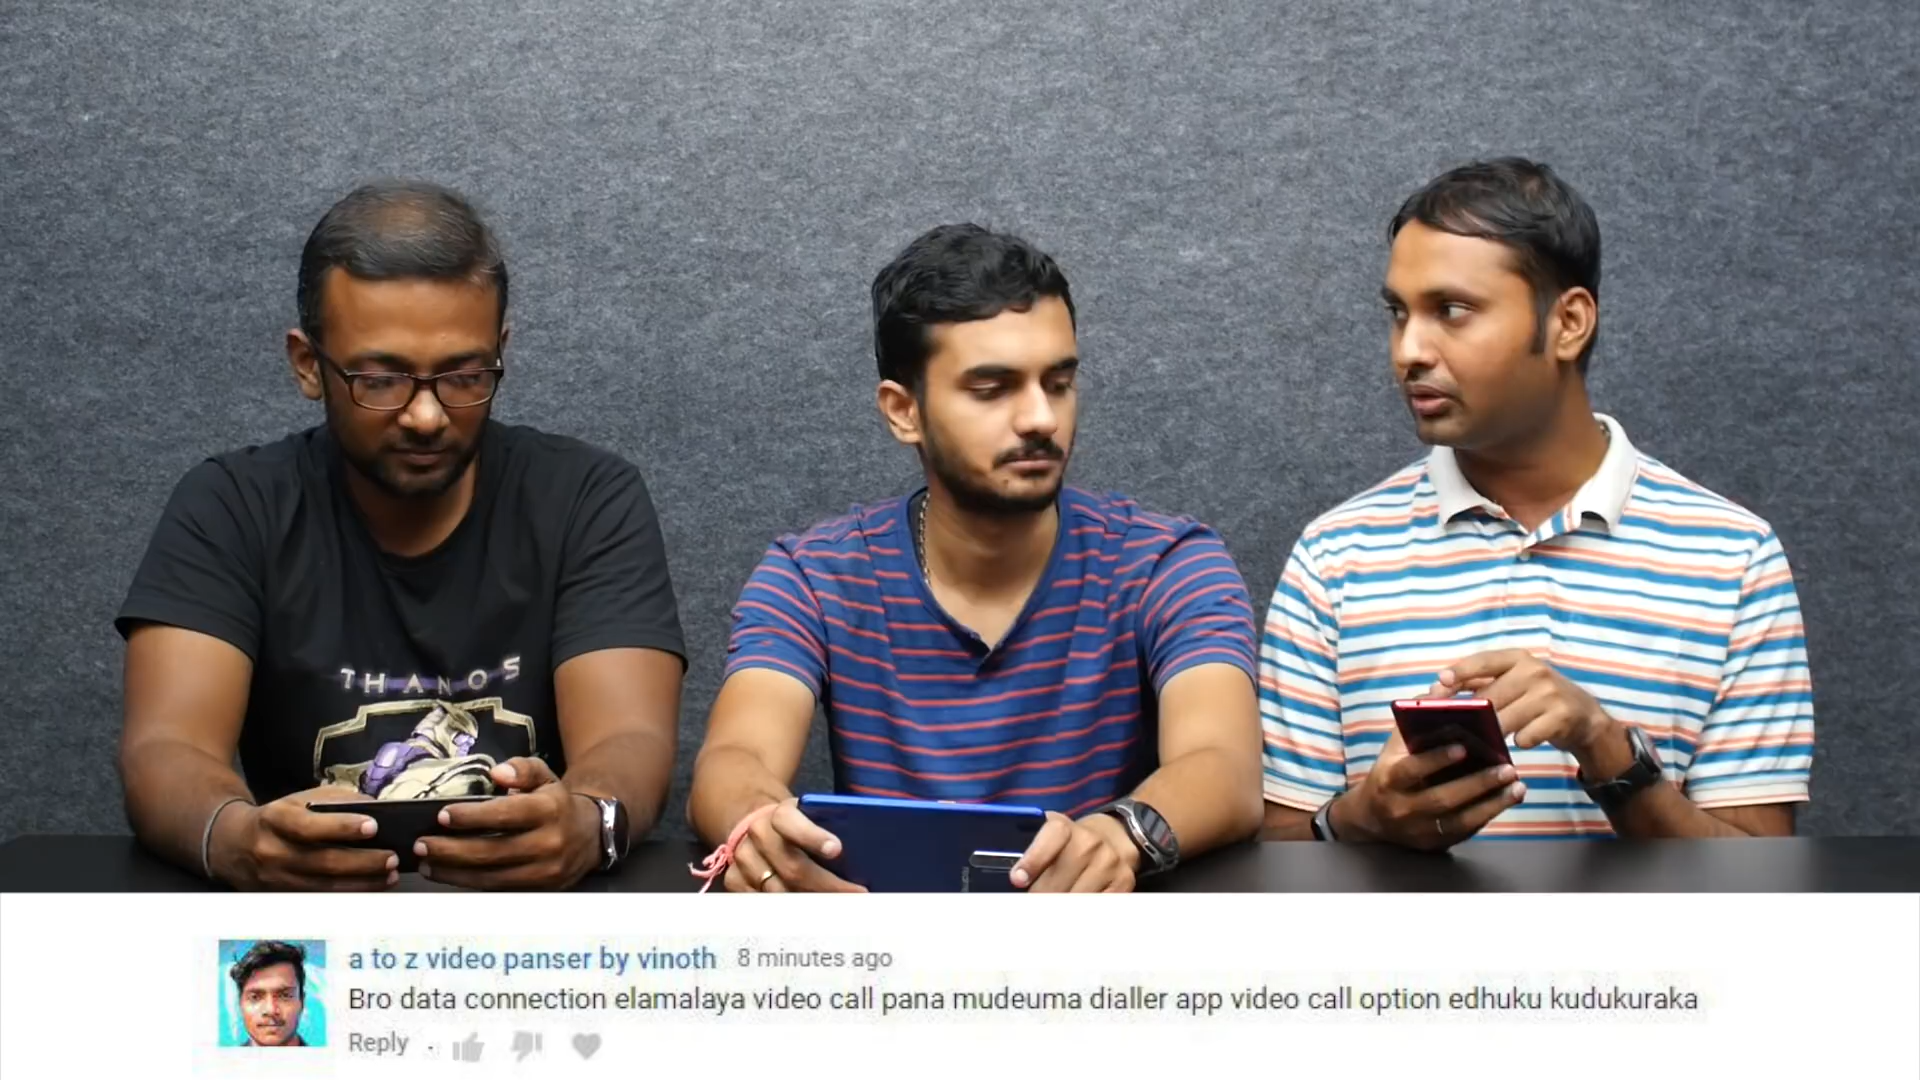 THANOS
a to z video panser by vinoth 8 minutes ago
Bro data connection elamalaya video call pana mudeuma dialler app video call option edhuku kudukuraka
Reply